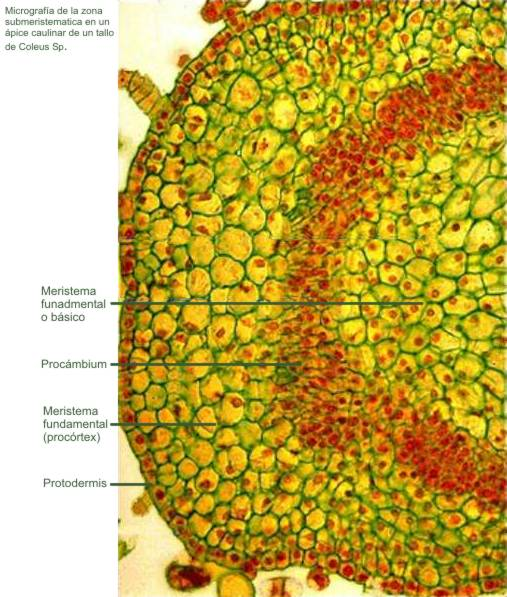 Micrografía de la zona
submeristematica en un
ápice caulinar de un tallo
de Coleus Sp.
Meristema
funadmental
o básico
Procámbium
Meristema
fundamental
(procórtex)
Protodermis